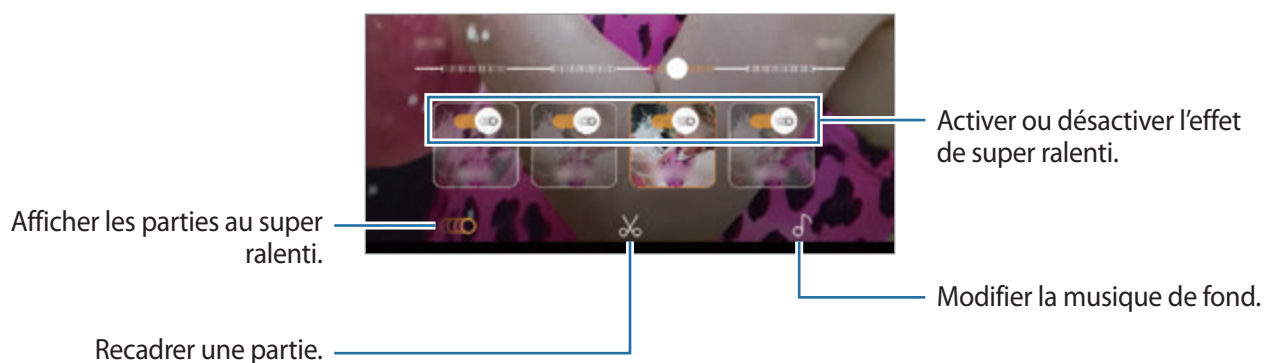 Activer ou désactiver l'effet
de super ralenti.
Afficher les parties au super
ralenti.
Modifier la musique de fond.
Recadrer une partie.